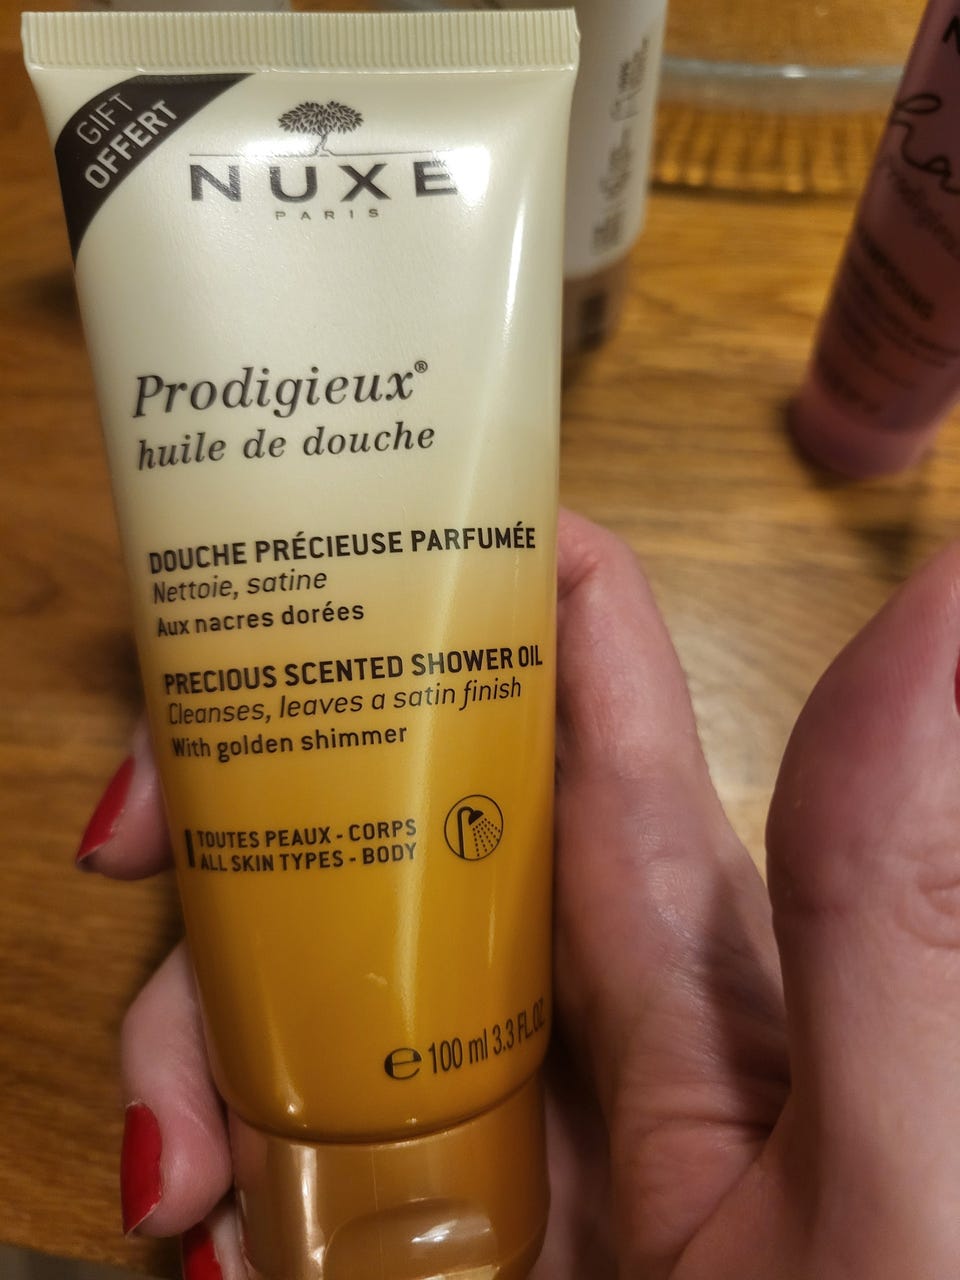 GIFT
OFFERT
NUXE
PARIS
Prodigieux®
huile de douche
DOUCHE PRÉCIEUSE PARFUMÉE
Nettoie, satine
Aux nacres dorées
PRECIOUS SCENTED SHOWER OIL
Cleanses, leaves a satin finish
With golden shimmer
TOUTES PEAUX - CORPS
ALL SKIN TYPES - BODY
℮ 100 ml 3.3 FL.OZ